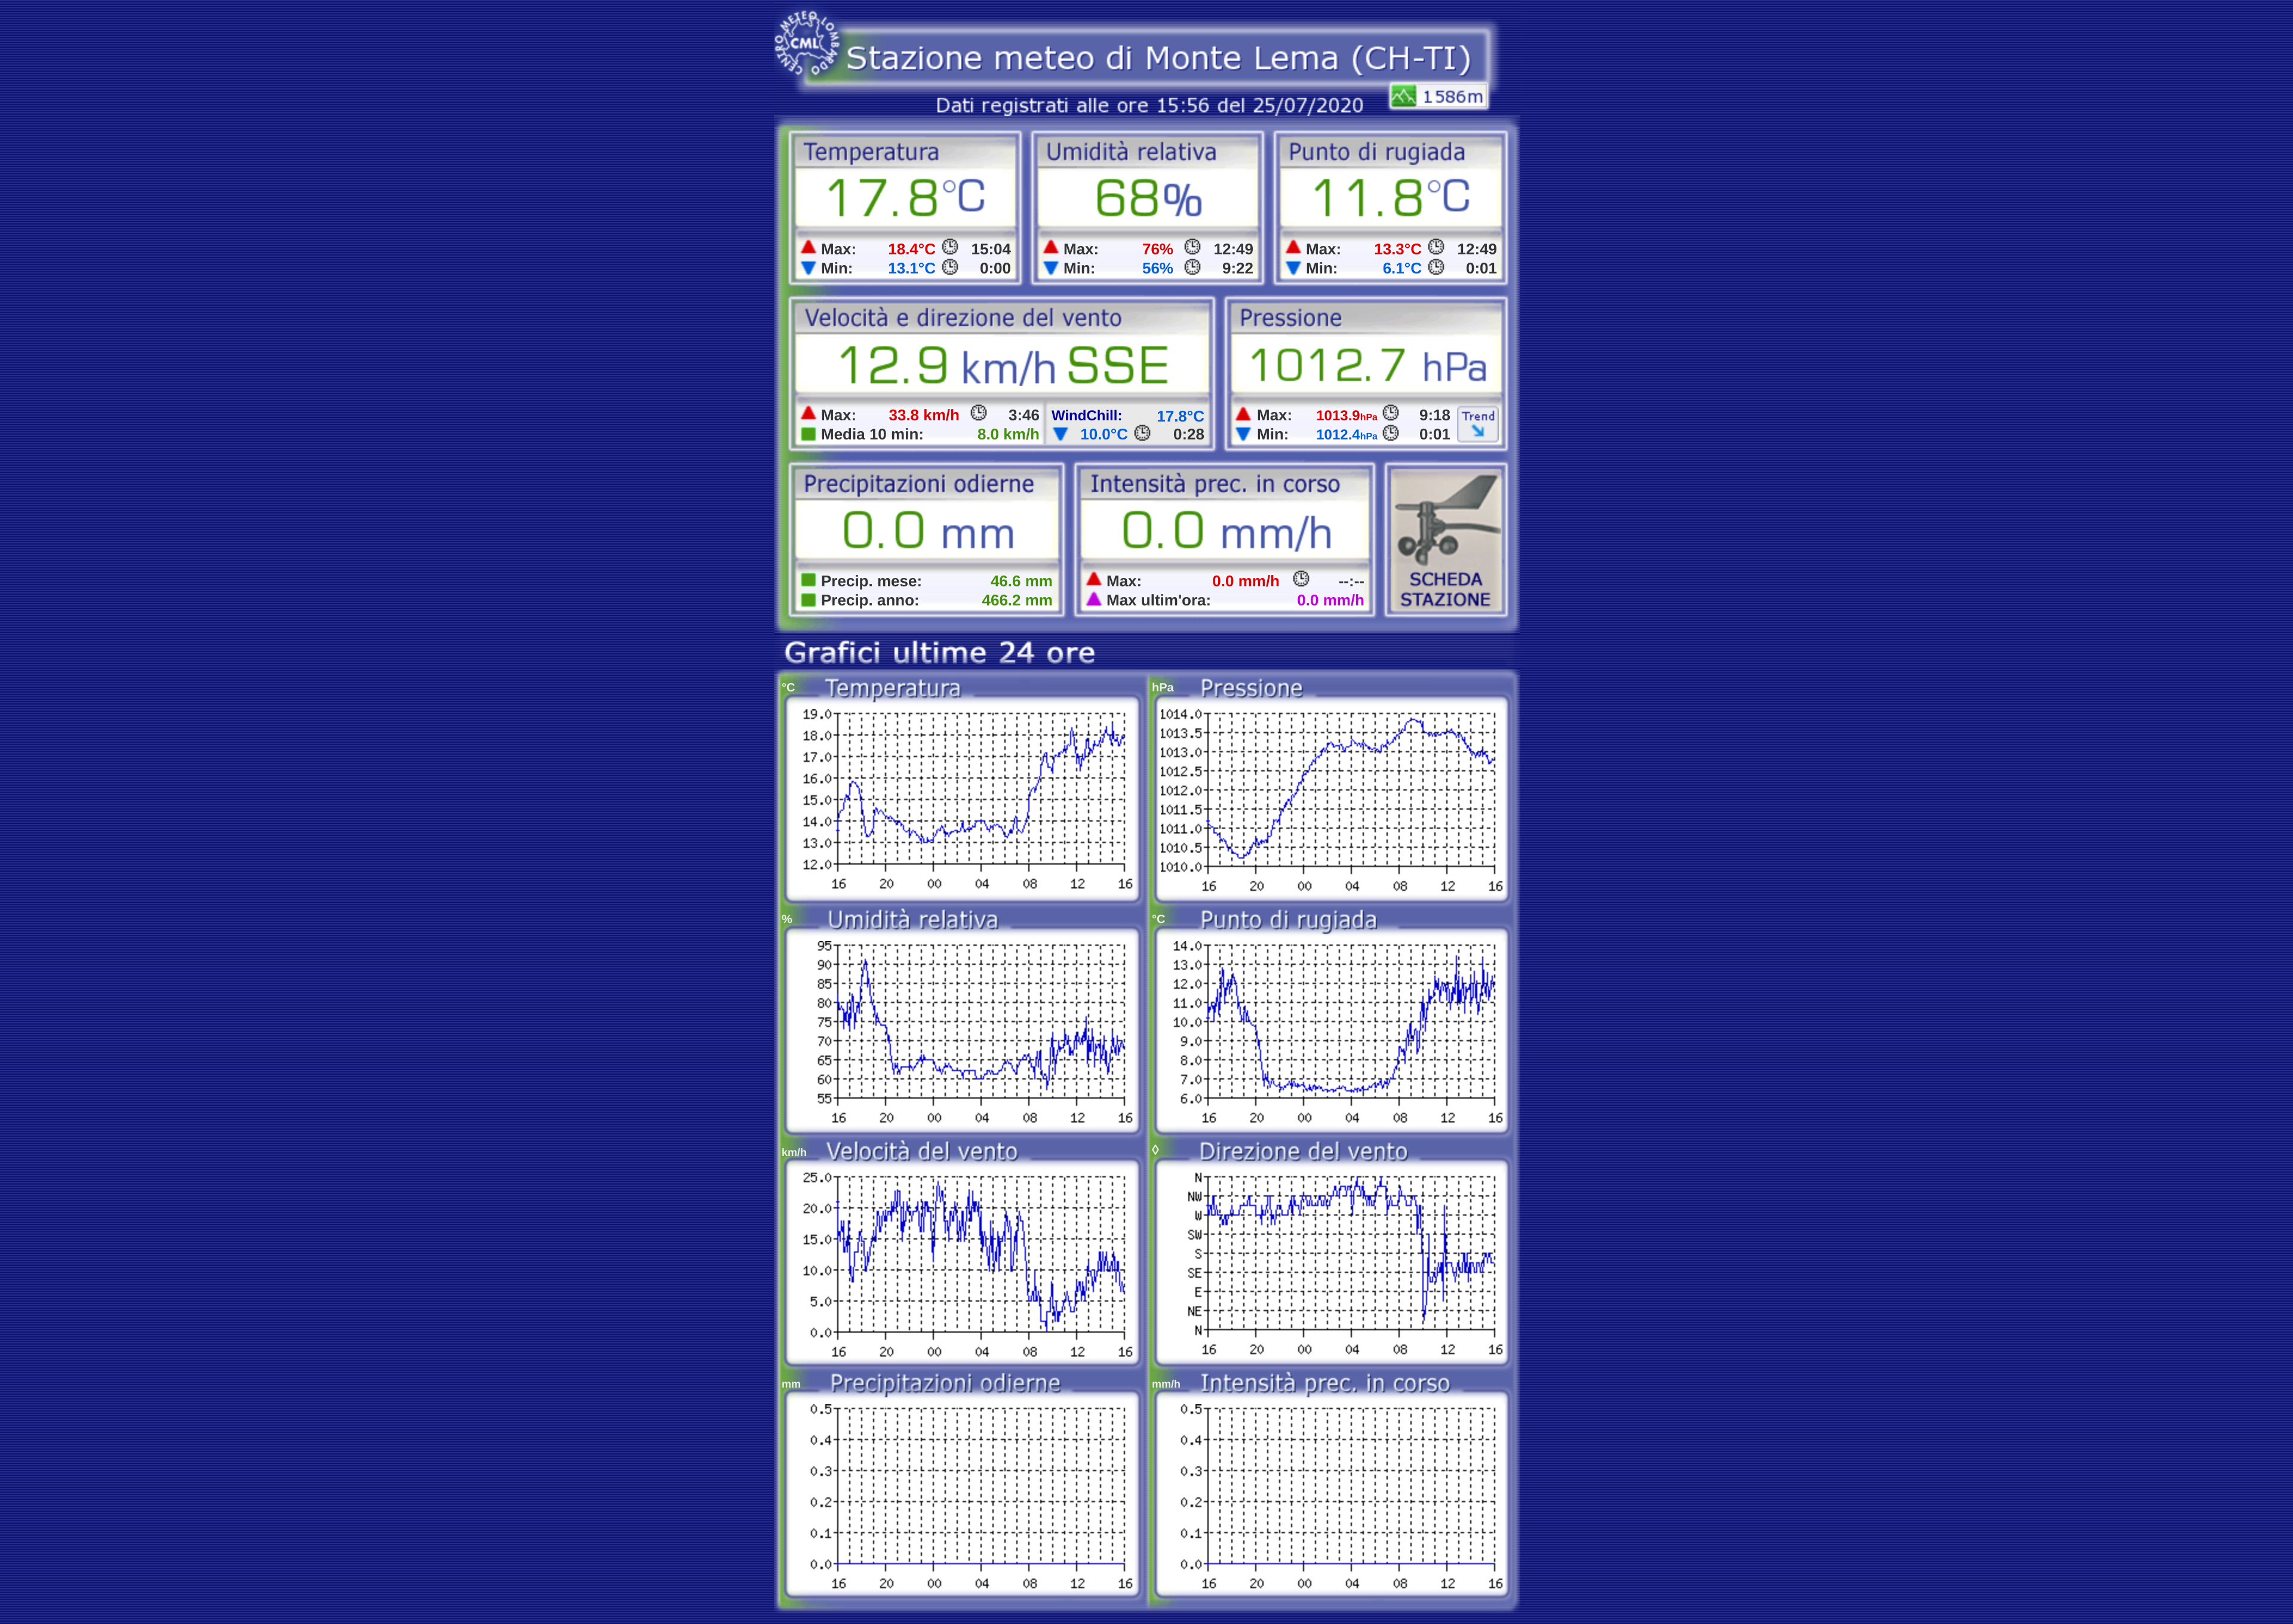 CENTRO METEO LOMBARDO
CML
Stazione meteo di Monte Lema (CH-TI)
Dati registrati alle ore 15:56 del 25/07/2020
1586m
Temperatura
17.8°C
Max: 18.4°C 15:04
Min: 13.1°C 0:00
Umidità relativa
68%
Max: 76% 12:49
Min: 56% 9:22
Punto di rugiada
11.8°C
Max: 13.3°C 12:49
Min: 6.1°C 0:01
Velocità e direzione del vento
12.9 km/h SSE
Max: 33.8 km/h 3:46
Media 10 min: 8.0 km/h
WindChill: 17.8°C
10.0°C 0:28
Pressione
1012.7 hPa
Max: 1013.9hPa 9:18
Min: 1012.4hPa 0:01
Trend
Precipitazioni odierne
0.0 mm
Precip. mese: 46.6 mm
Precip. anno: 466.2 mm
Intensità prec. in corso
0.0 mm/h
Max: 0.0 mm/h --:--
Max ultim'ora: 0.0 mm/h
SCHEDA
STAZIONE
Grafici ultime 24 ore
°C Temperatura
19.0
18.0
17.0
16.0
15.0
14.0
13.0
12.0
16 20 00 04 08 12 16
hPa Pressione
1014.0
1013.5
1013.0
1012.5
1012.0
1011.5
1011.0
1010.5
1010.0
16 20 00 04 08 12 16
% Umidità relativa
95
90
85
80
75
70
65
60
55
16 20 00 04 08 12 16
°C Punto di rugiada
14.0
13.0
12.0
11.0
10.0
9.0
8.0
7.0
6.0
16 20 00 04 08 12 16
km/h Velocità del vento
25.0
20.0
15.0
10.0
5.0
0.0
16 20 00 04 08 12 16
◊ Direzione del vento
N
NW
W
SW
S
SE
E
NE
N
16 20 00 04 08 12 16
mm Precipitazioni odierne
0.5
0.4
0.3
0.2
0.1
0.0
16 20 00 04 08 12 16
mm/h Intensità prec. in corso
0.5
0.4
0.3
0.2
0.1
0.0
16 20 00 04 08 12 16